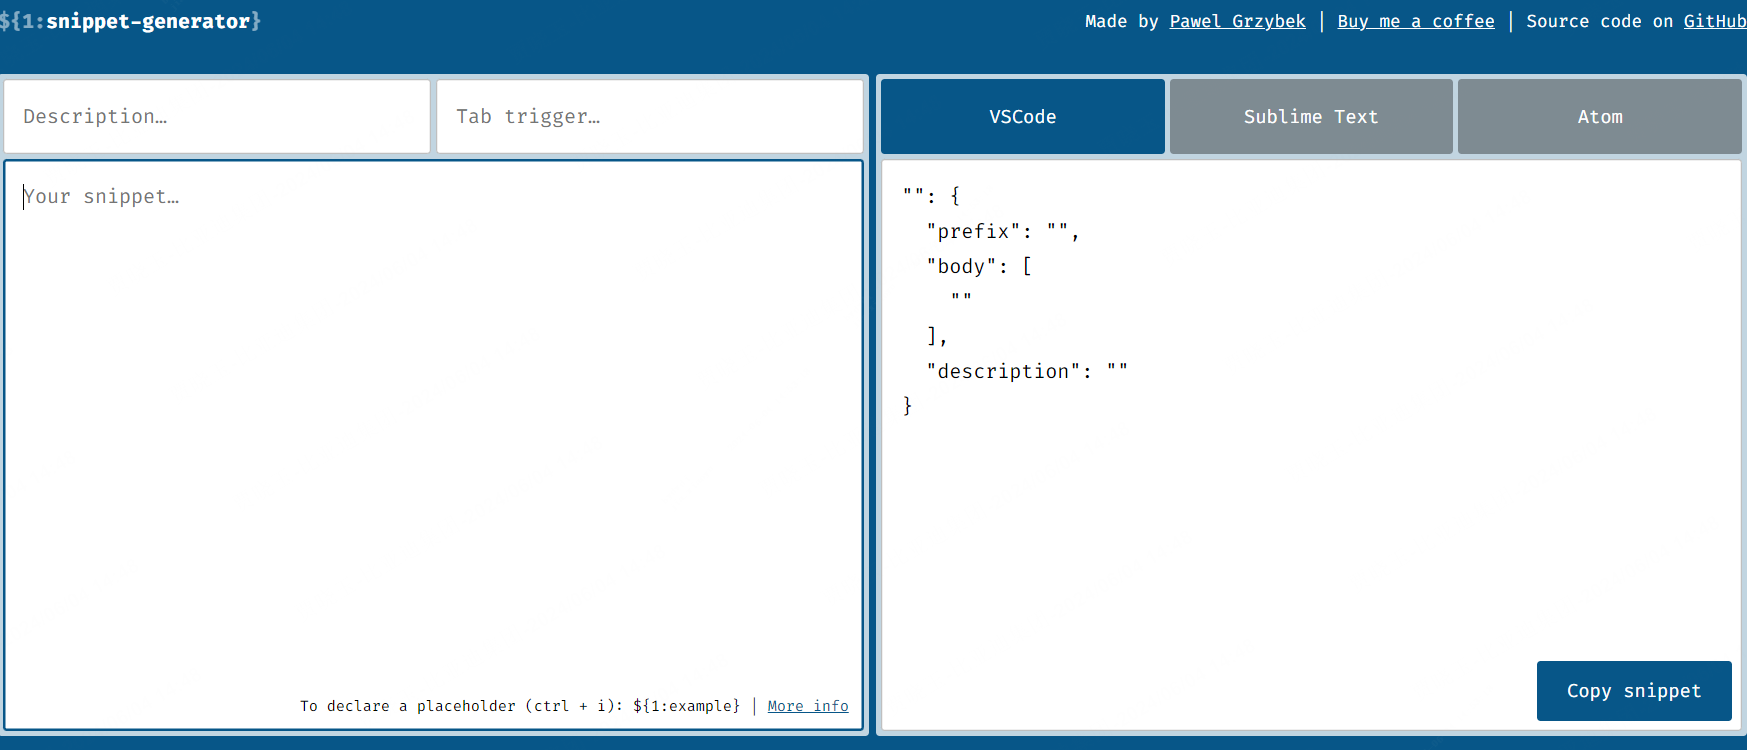 ${1:snippet-generator}
Made by Pawel Grzybek | Buy me a coffee | Source code on GitHub
Description…
Tab trigger…
Your snippet…
To declare a placeholder (ctrl + i): ${1:example} | More info
VSCode
Sublime Text
Atom
"": {
  "prefix": "",
  "body": [
    ""
  ],
  "description": ""
}
Copy snippet